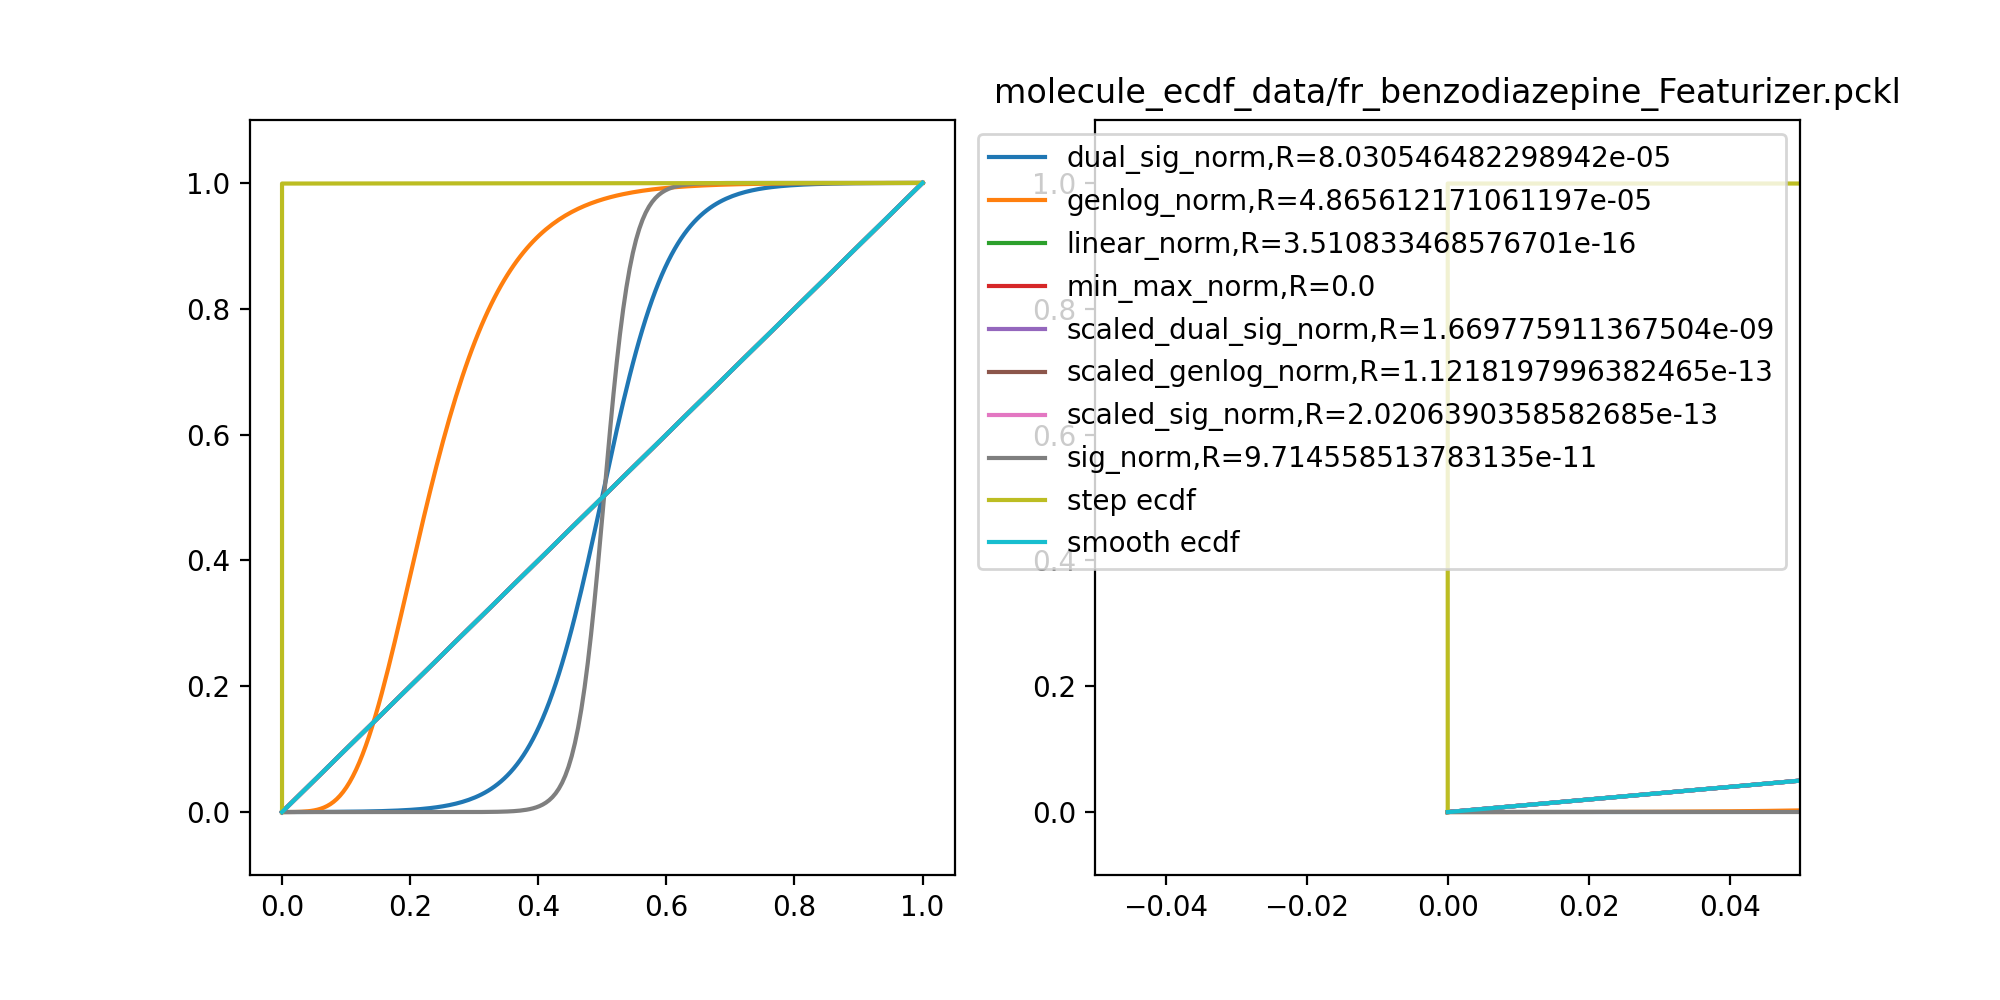 molecule_ecdf_data/fr_benzodiazepine_Featurizer.pckl
1.0
0.8
0.6
0.4
0.2
0.0
0.0 0.2 0.4 0.6 0.8 1.0
dual_sig_norm,R=8.030546482298942e-05
genlog_norm,R=4.865612171061197e-05
linear_norm,R=3.510833468576701e-16
min_max_norm,R=0.0
scaled_dual_sig_norm,R=1.669775911367504e-09
scaled_genlog_norm,R=1.1218197996382465e-13
scaled_sig_norm,R=2.0206390358582685e-13
sig_norm,R=9.714558513783135e-11
step ecdf
smooth ecdf
1.0
0.8
0.6
0.4
0.2
0.0
−0.04 −0.02 0.00 0.02 0.04